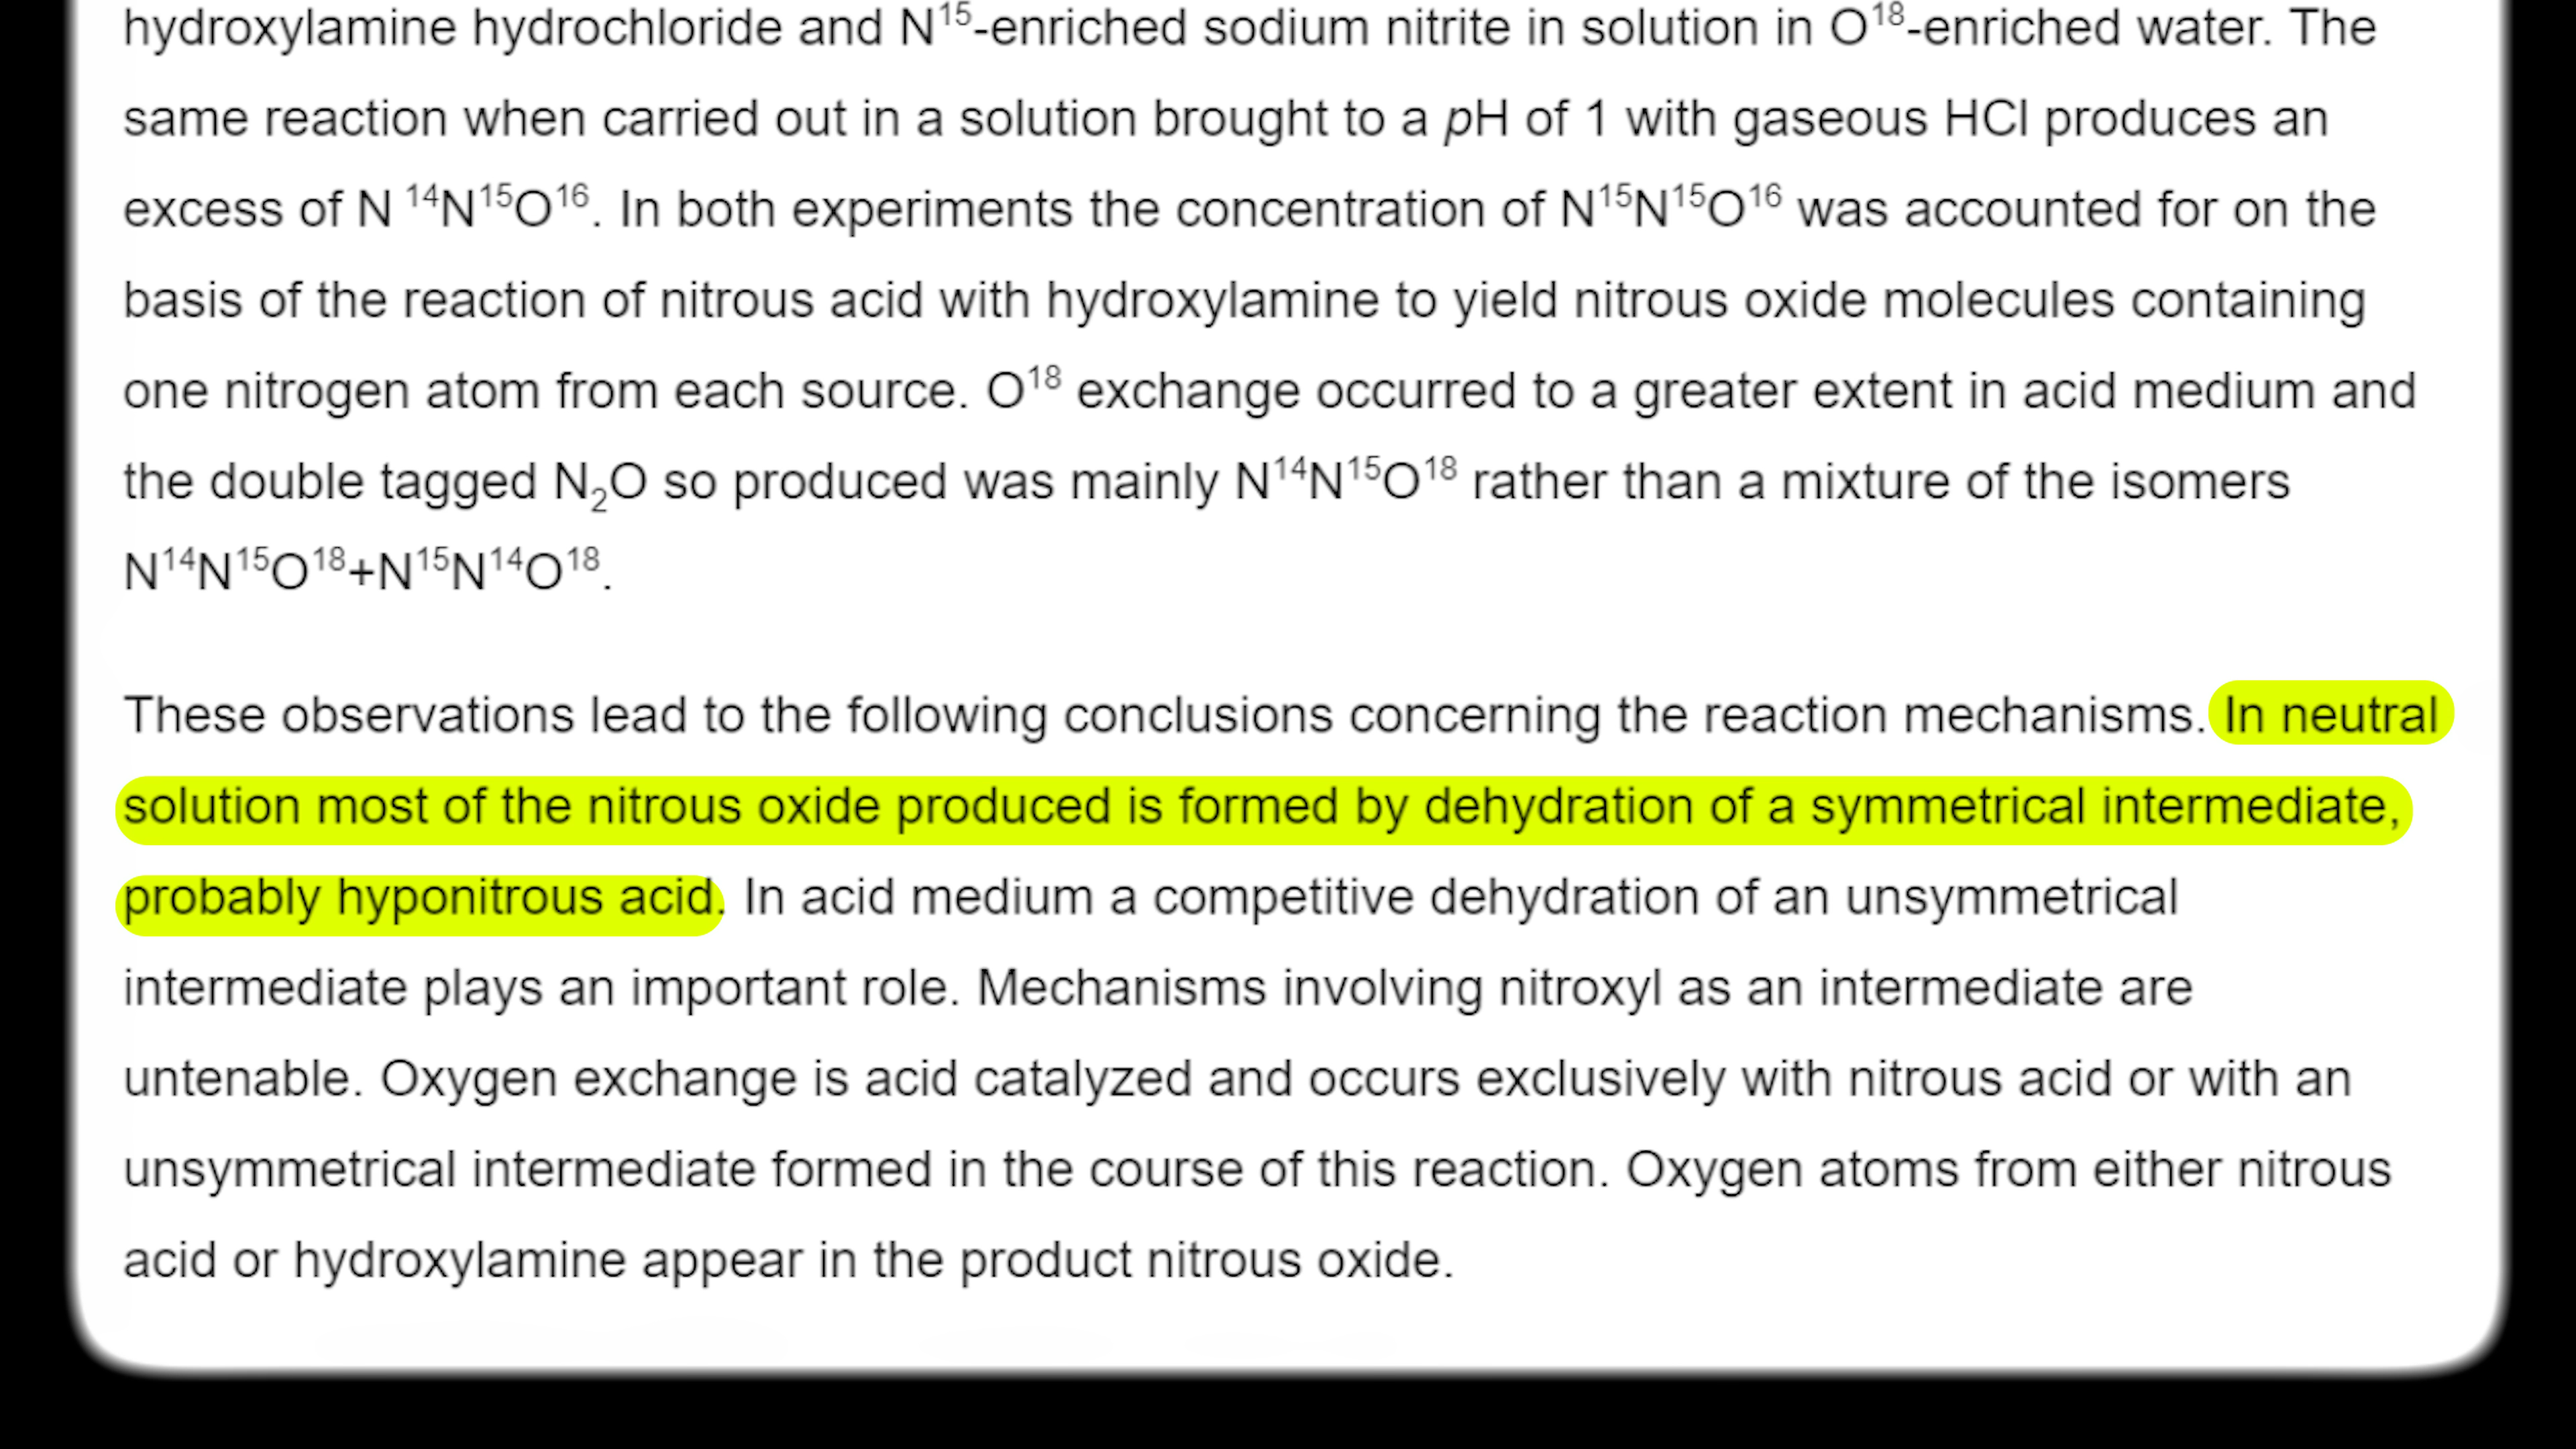 hydroxylamine hydrochloride and N¹⁵-enriched sodium nitrite in solution in O¹⁸-enriched water. The
same reaction when carried out in a solution brought to a pH of 1 with gaseous HCl produces an
excess of N ¹⁴N¹⁵O¹⁶. In both experiments the concentration of N¹⁵N¹⁵O¹⁶ was accounted for on the
basis of the reaction of nitrous acid with hydroxylamine to yield nitrous oxide molecules containing
one nitrogen atom from each source. O¹⁸ exchange occurred to a greater extent in acid medium and
the double tagged N₂O so produced was mainly N¹⁴N¹⁵O¹⁸ rather than a mixture of the isomers
N¹⁴N¹⁵O¹⁸+N¹⁵N¹⁴O¹⁸.
These observations lead to the following conclusions concerning the reaction mechanisms. In neutral
solution most of the nitrous oxide produced is formed by dehydration of a symmetrical intermediate,
probably hyponitrous acid. In acid medium a competitive dehydration of an unsymmetrical
intermediate plays an important role. Mechanisms involving nitroxyl as an intermediate are
untenable. Oxygen exchange is acid catalyzed and occurs exclusively with nitrous acid or with an
unsymmetrical intermediate formed in the course of this reaction. Oxygen atoms from either nitrous
acid or hydroxylamine appear in the product nitrous oxide.